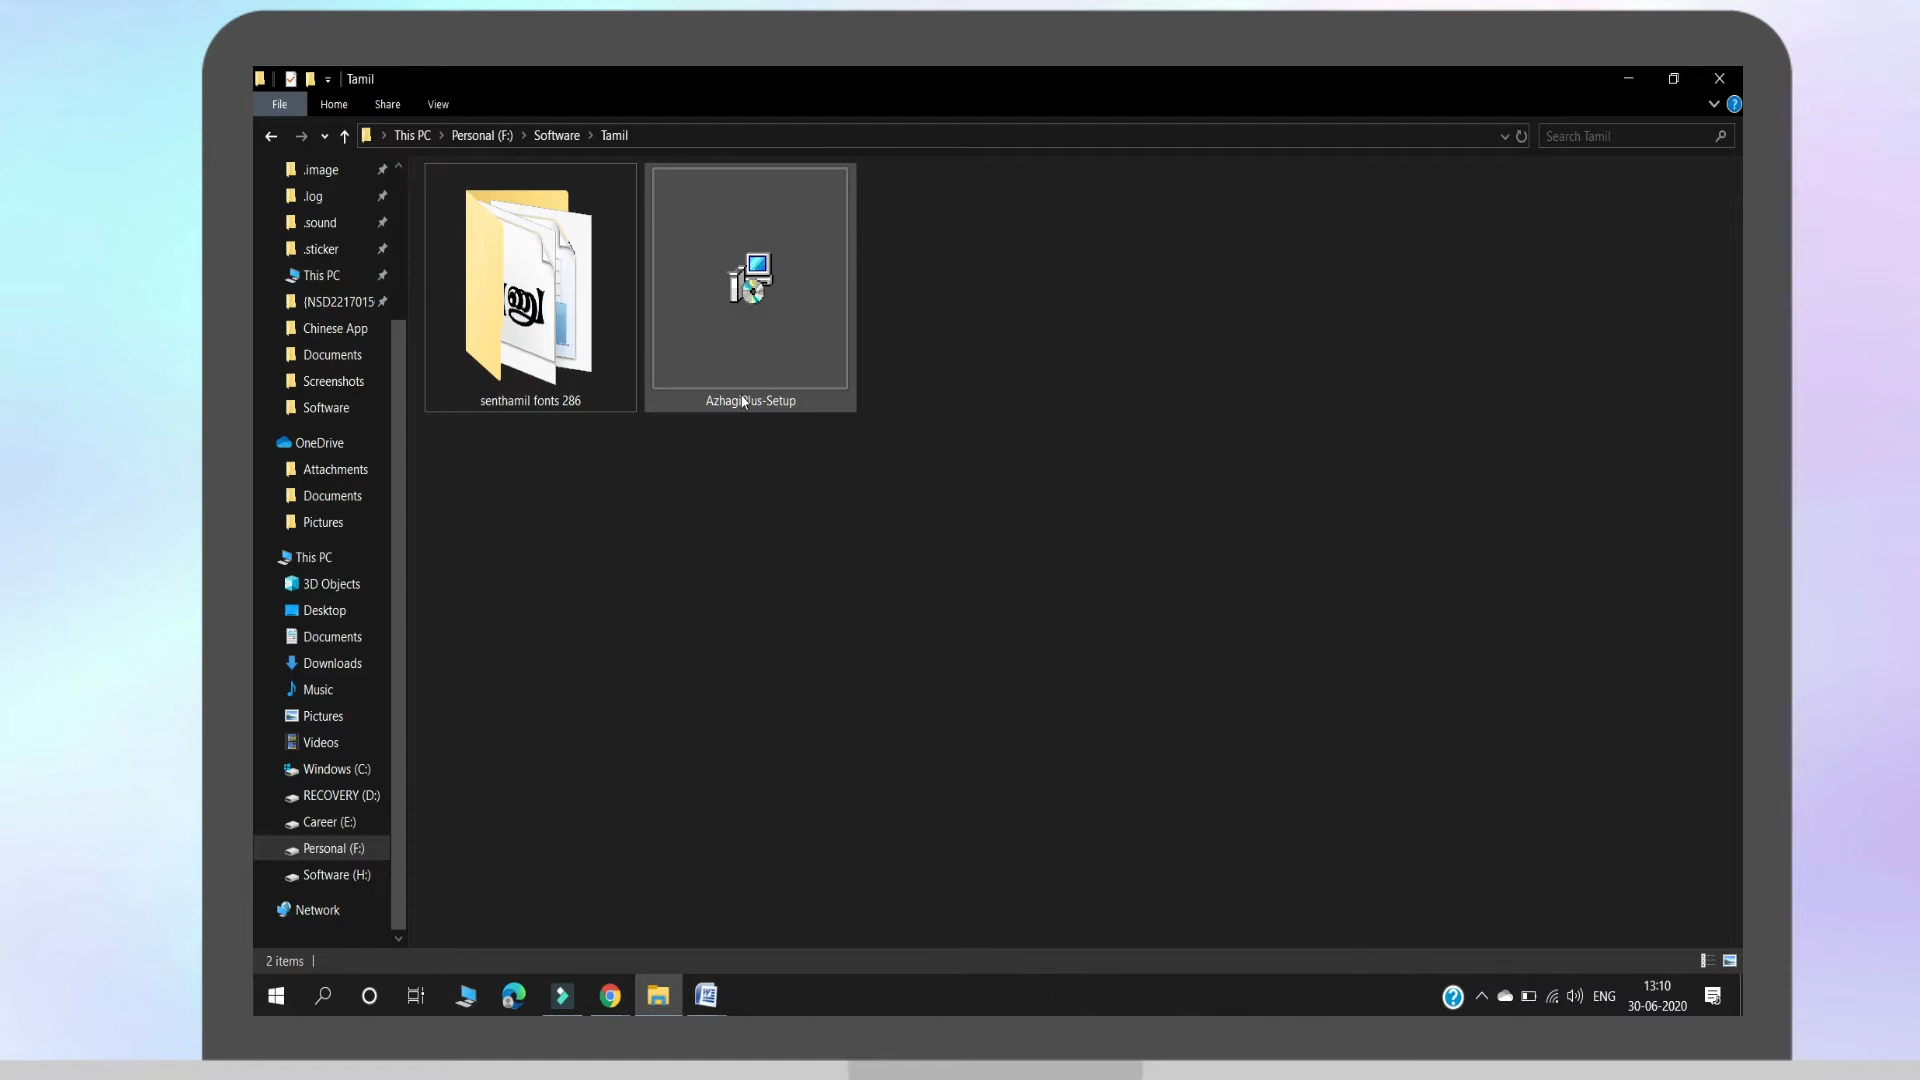 Tamil
File Home Share View
This PC Personal (F:) Software Tamil
Search Tamil
.image
.log
.sound
.sticker
This PC
{NSD2217015
Chinese App
Documents
Screenshots
Software
OneDrive
Attachments
Documents
Pictures
This PC
3D Objects
Desktop
Documents
Downloads
Music
Pictures
Videos
Windows (C:)
RECOVERY (D:)
Career (E:)
Personal (F:)
Software (H:)
Network
senthamil fonts 286
AzhagiPlus-Setup
2 items
ENG
13:10
30-06-2020